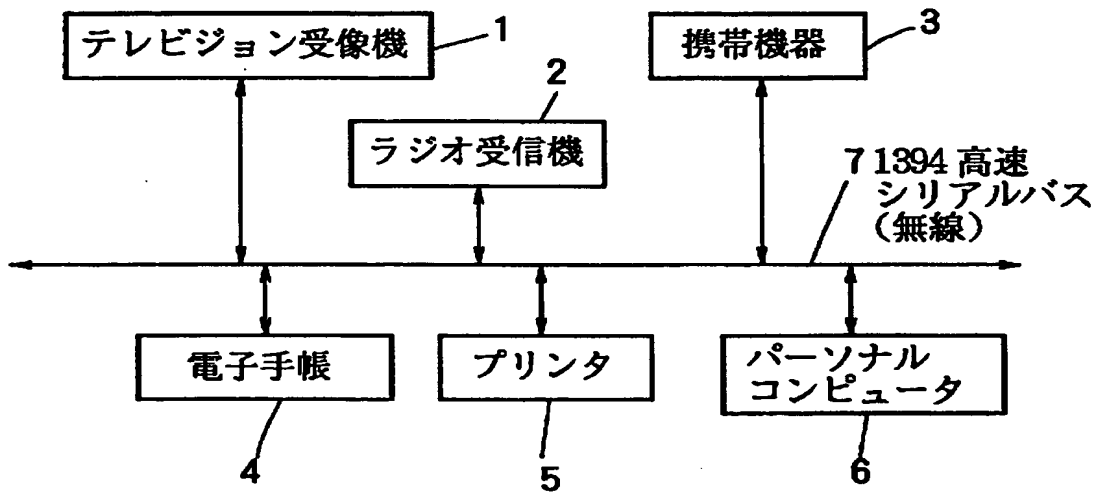 テレビジョン受像機
1
携帯機器
3
2
ラジオ受信機
7 1394 高速
シリアルバス
(無線)
電子手帳
プリンタ
パーソナル
コンピュータ
4
5
6